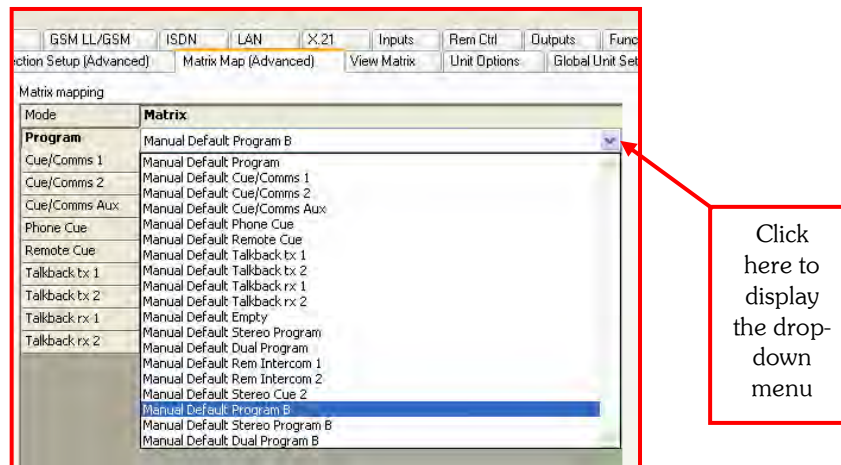 GSM LL/GSM ISDN LAN X.21 Inputs Rem Ctrl Outputs Func
ction Setup (Advanced) Matrix Map (Advanced) View Matrix Unit Options Global Unit Set
Matrix mapping
Mode Matrix
Program Manual Default Program B
Cue/Comms 1
Cue/Comms 2
Cue/Comms Aux
Phone Cue
Remote Cue
Talkback tx 1
Talkback tx 2
Talkback rx 1
Talkback rx 2
Manual Default Program
Manual Default Cue/Comms 1
Manual Default Cue/Comms 2
Manual Default Cue/Comms Aux
Manual Default Phone Cue
Manual Default Remote Cue
Manual Default Talkback tx 1
Manual Default Talkback tx 2
Manual Default Talkback rx 1
Manual Default Talkback rx 2
Manual Default Empty
Manual Default Stereo Program
Manual Default Dual Program
Manual Default Rem Intercom 1
Manual Default Rem Intercom 2
Manual Default Stereo Cue 2
Manual Default Program B
Manual Default Stereo Program B
Manual Default Dual Program B
Click
here to
display
the drop-
down
menu